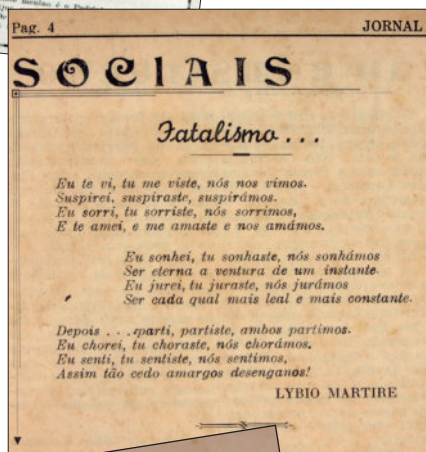 Pag. 4 JORNAL
SOCIAIS
Fatalismo...
Eu te vi, tu me viste, nós nos vimos.
Suspirei, suspiraste, suspirámos.
Eu sorri, tu sorriste, nós sorrimos,
E te amei, e me amaste e nos amámos.
Eu sonhei, tu sonhaste, nós sonhámos
Ser eterna a ventura de um instante.
Eu jurei, tu juraste, nós jurámos
Ser cada qual mais leal e mais constante.
Depois . . . parti, partiste, ambos partimos.
Eu chorei, tu choraste, nós chorámos.
Eu senti, tu sentiste, nós sentimos,
Assim tão cedo amargos desenganos!
LYBIO MARTIRE